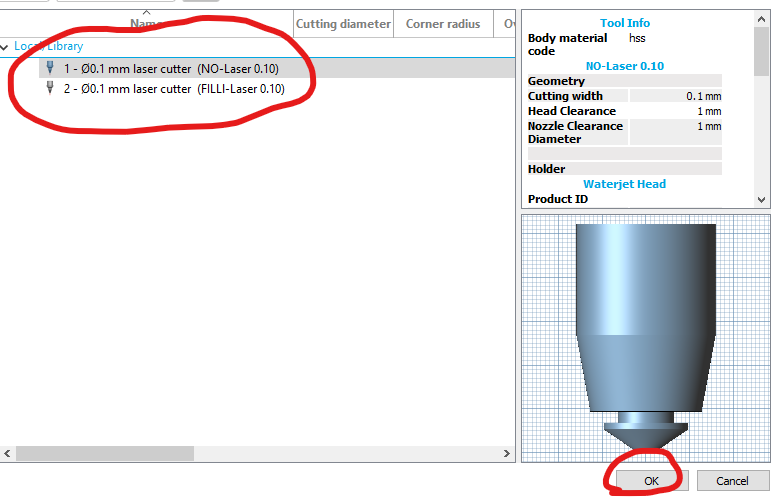 Name
Cutting diameter
Corner radius
Ov
Local/Library
1 - Ø0.1 mm laser cutter (NO-Laser 0.10)
2 - Ø0.1 mm laser cutter (FILLI-Laser 0.10)
Tool Info
Body material code hss
NO-Laser 0.10
Geometry
Cutting width 0.1 mm
Head Clearance 1 mm
Nozzle Clearance Diameter 1 mm
Holder
Waterjet Head
Product ID
OK
Cancel